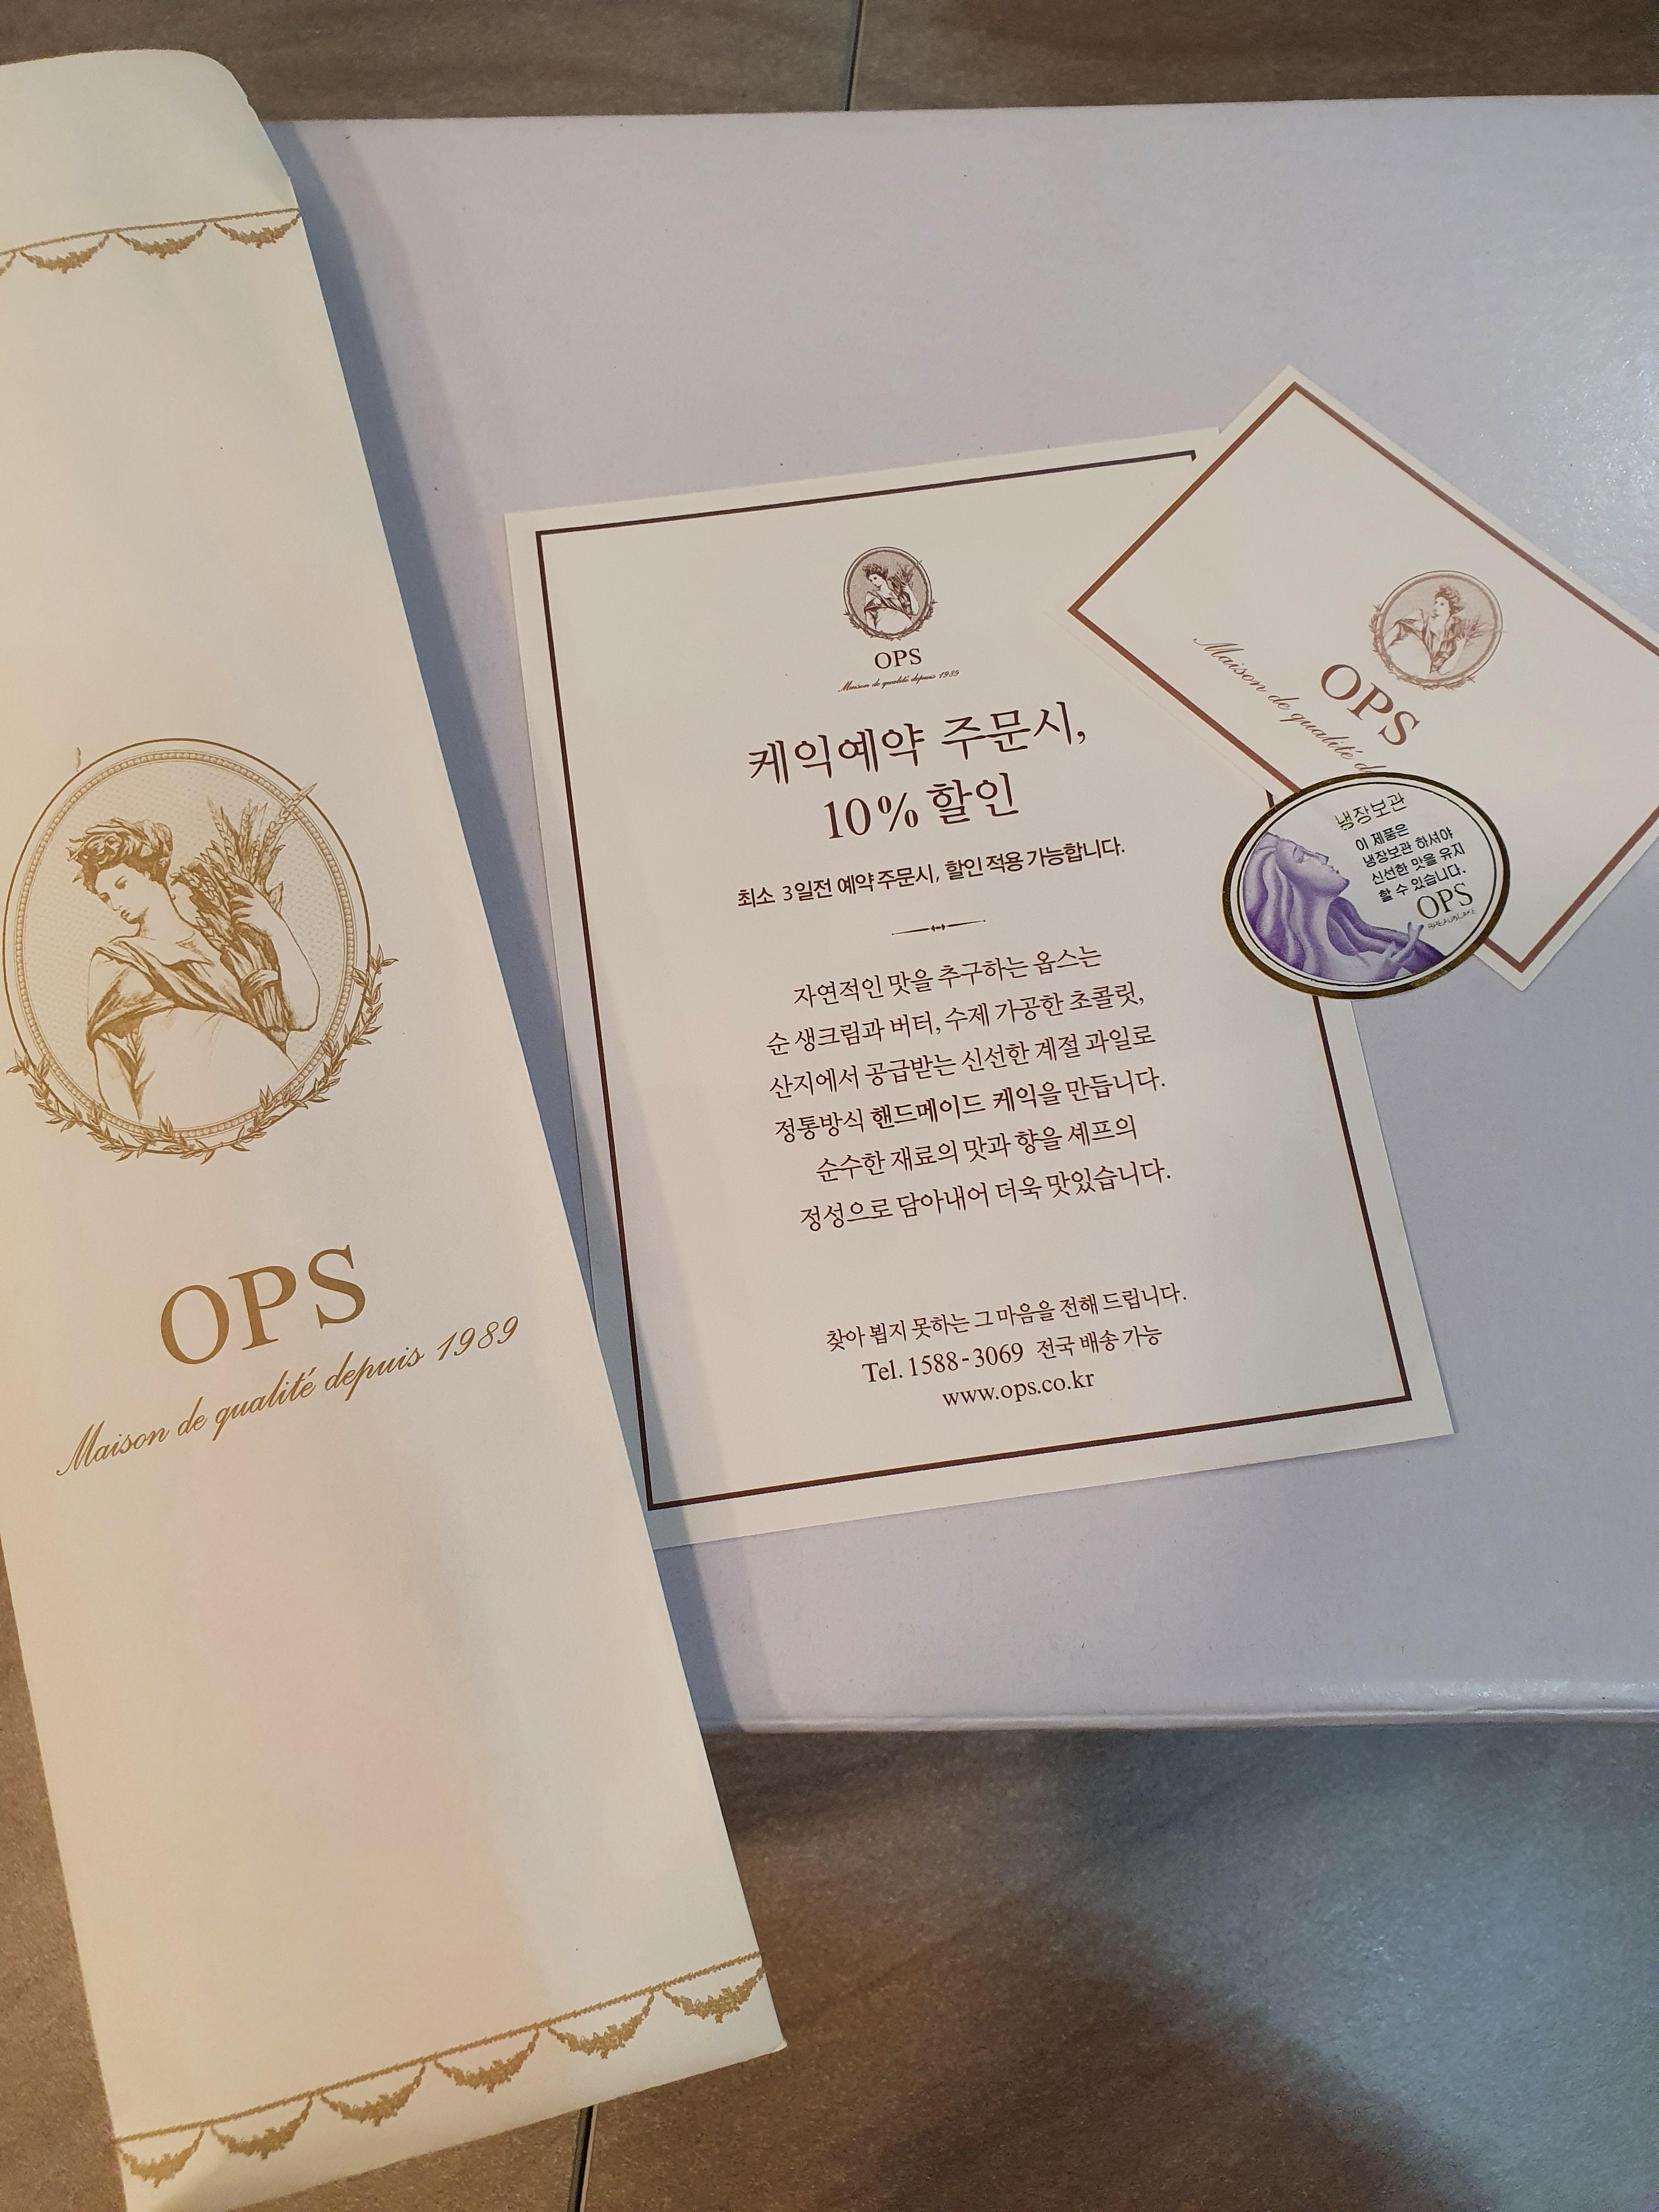 OPS
Maison de qualité depuis 1989
OPS
Maison de qualité depuis 1989
케익예약 주문시,
10% 할인
최소 3일전 예약 주문시, 할인 적용 가능합니다.
자연적인 맛을 추구하는 옵스는
순 생크림과 버터, 수제 가공한 초콜릿,
산지에서 공급받는 신선한 계절 과일로
정통방식 핸드메이드 케익을 만듭니다.
순수한 재료의 맛과 향을 셰프의
정성으로 담아내어 더욱 맛있습니다.
찾아 뵙지 못하는 그 마음을 전해 드립니다.
Tel. 1588-3069 전국 배송 가능
www.ops.co.kr
OPS
Maison de qualité
냉장보관
이 제품은
냉장보관 하셔야
신선한 맛을 유지
할 수 있습니다.
OPS